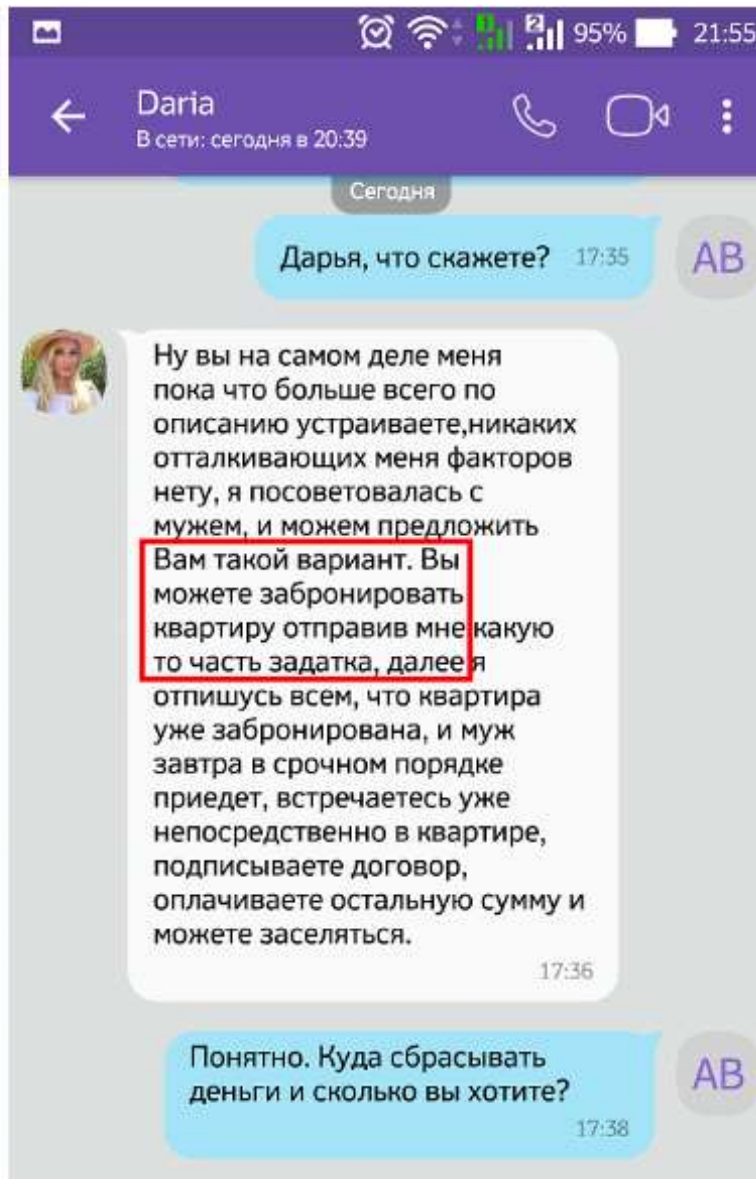 95% 21:55
Daria
В сети: сегодня в 20:39
Сегодня
Дарья, что скажете? 17:35
AB
Ну вы на самом деле меня
пока что больше всего по
описанию устраиваете,никаких
отталкивающих меня факторов
нету, я посоветовалась с
мужем, и можем предложить
Вам такой вариант. Вы
можете забронировать
квартиру отправив мне какую
то часть задатка, далее я
отпишусь всем, что квартира
уже забронирована, и муж
завтра в срочном порядке
приедет, встречаетесь уже
непосредственно в квартире,
подписываете договор,
оплачиваете остальную сумму и
можете заселяться.
17:36
Понятно. Куда сбрасывать
деньги и сколько вы хотите?
17:38
AB